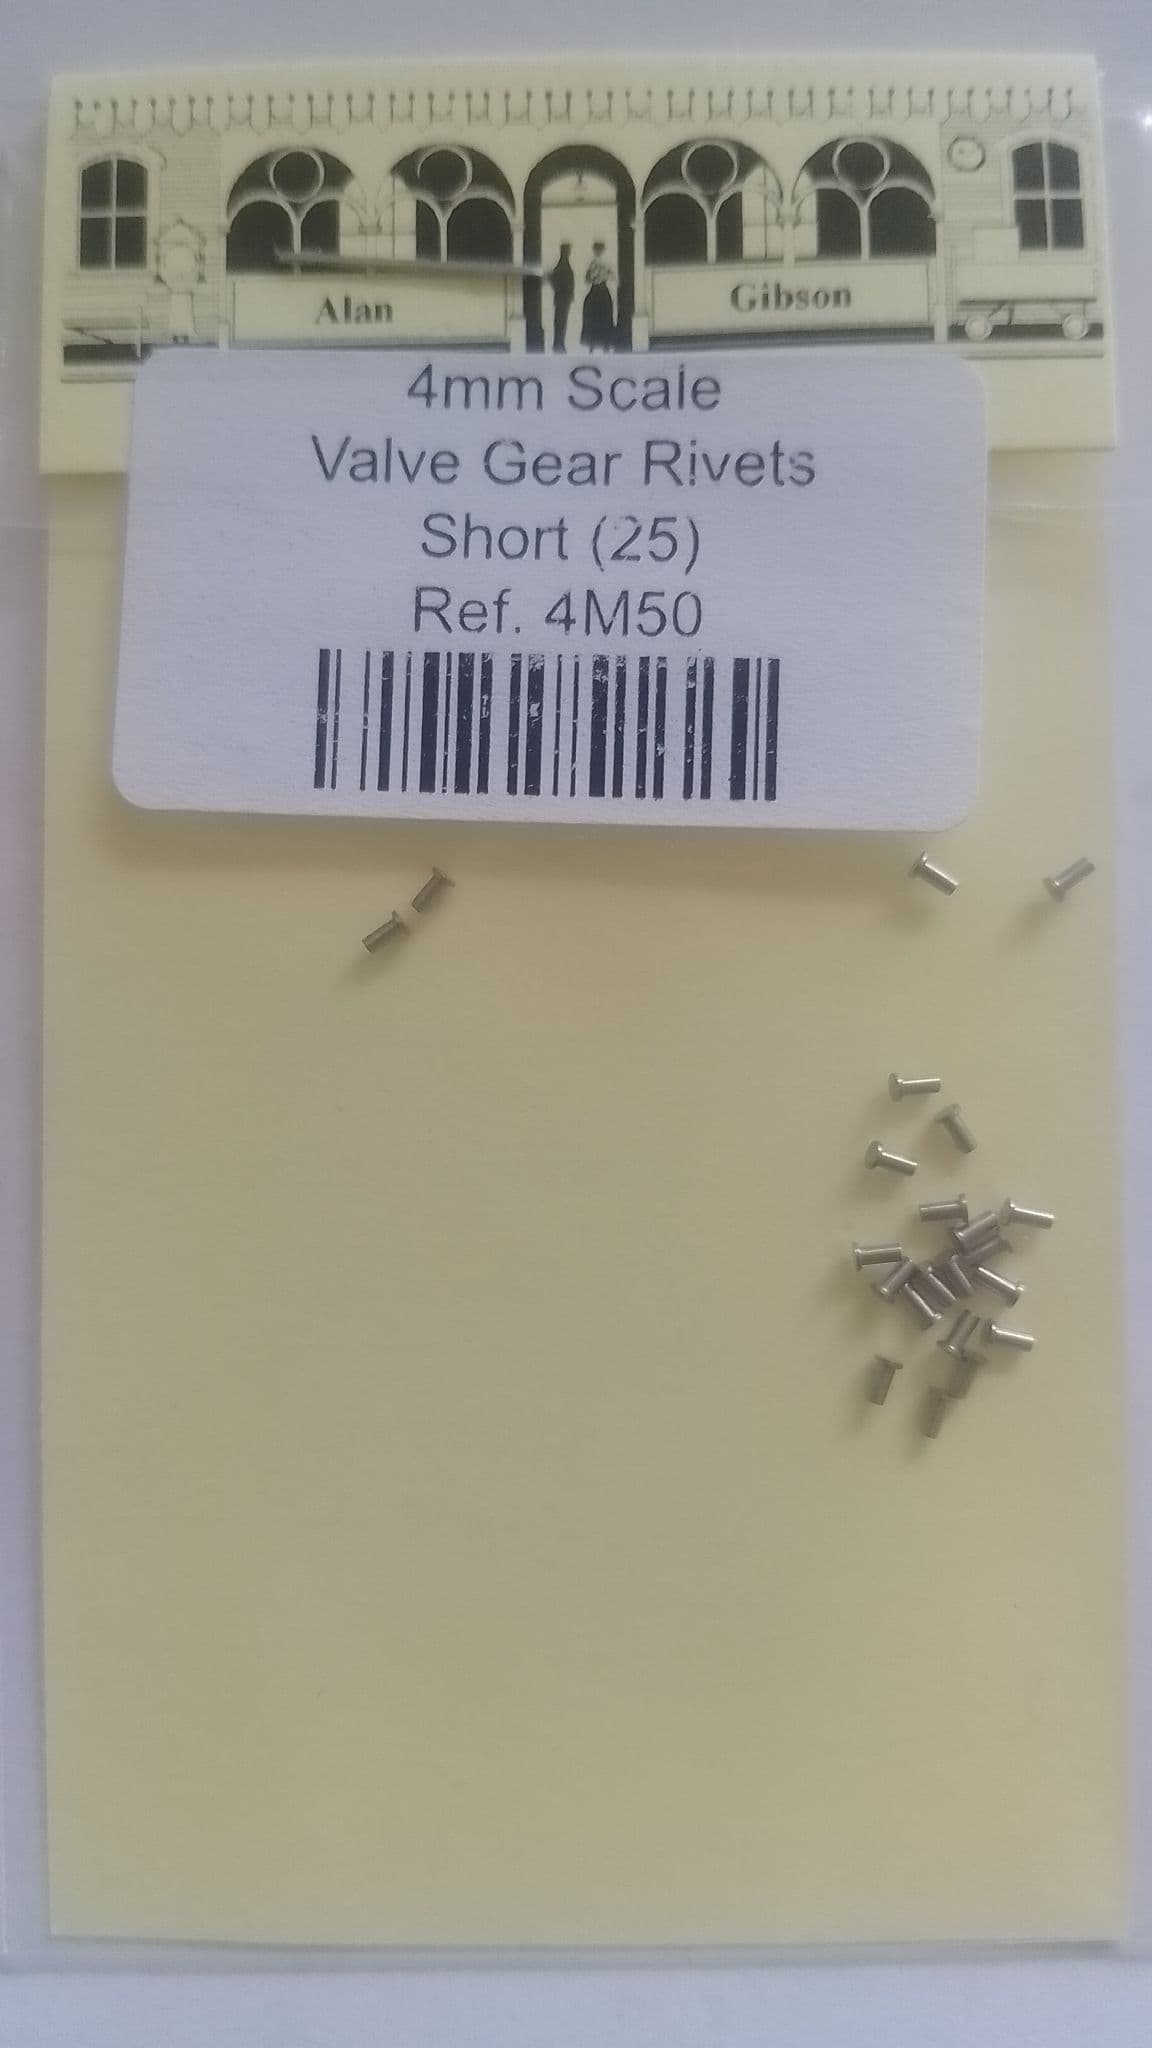 Alan Gibson
4mm Scale
Valve Gear Rivets
Short (25)
Ref. 4M50